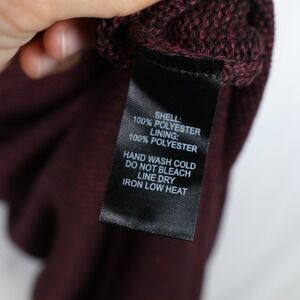 SHELL:
100% POLYESTER
LINING:
100% POLYESTER
HAND WASH COLD
DO NOT BLEACH
LINE DRY
IRON LOW HEAT